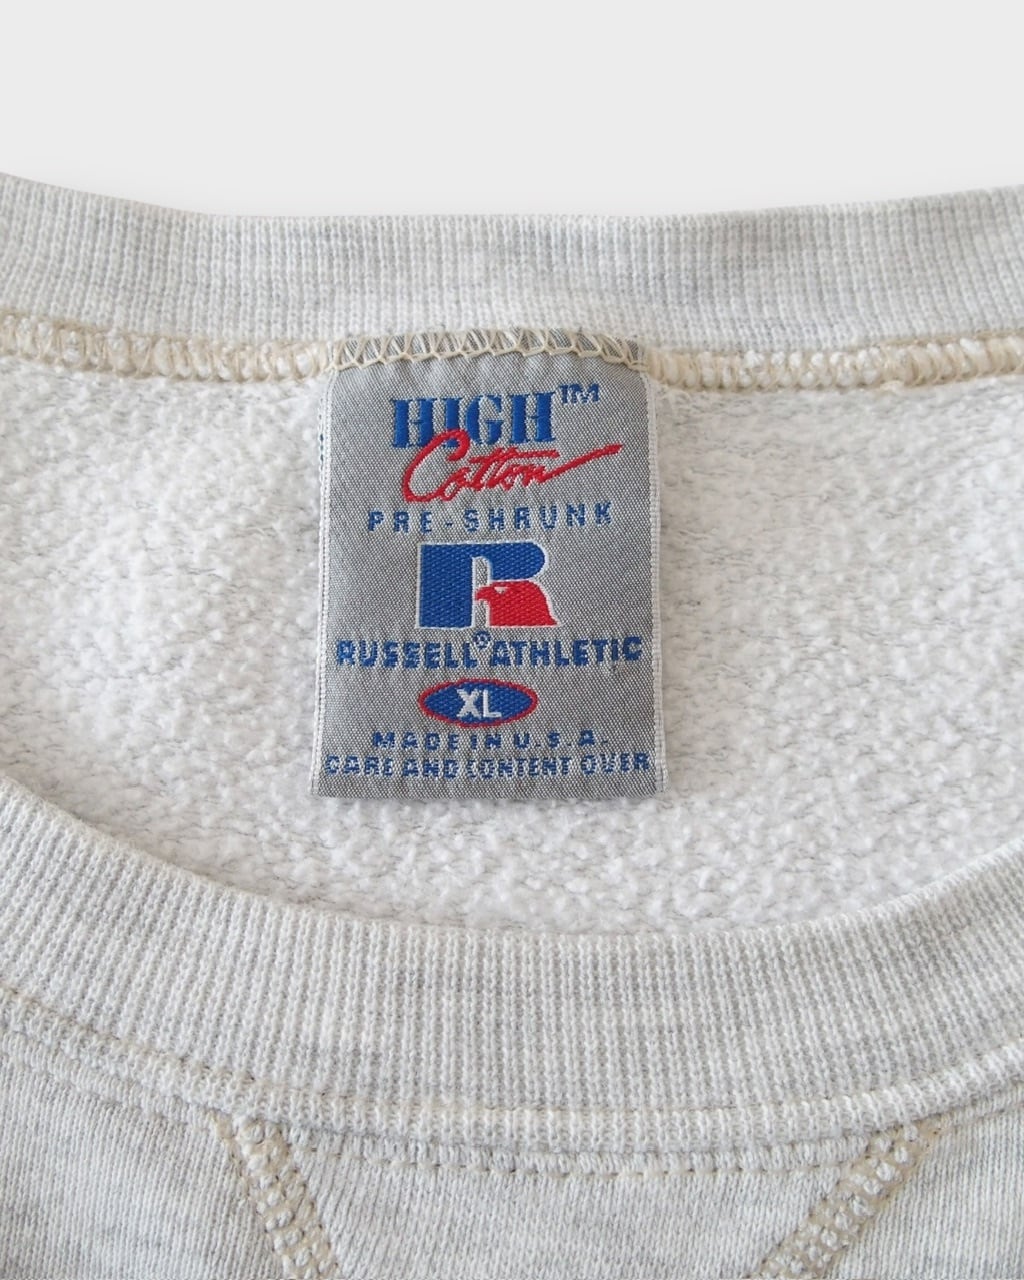 HIGH™
Cotton
PRE-SHRUNK
R
RUSSELL® ATHLETIC
XL
MADE IN U.S.A.
CARE AND CONTENT OVER